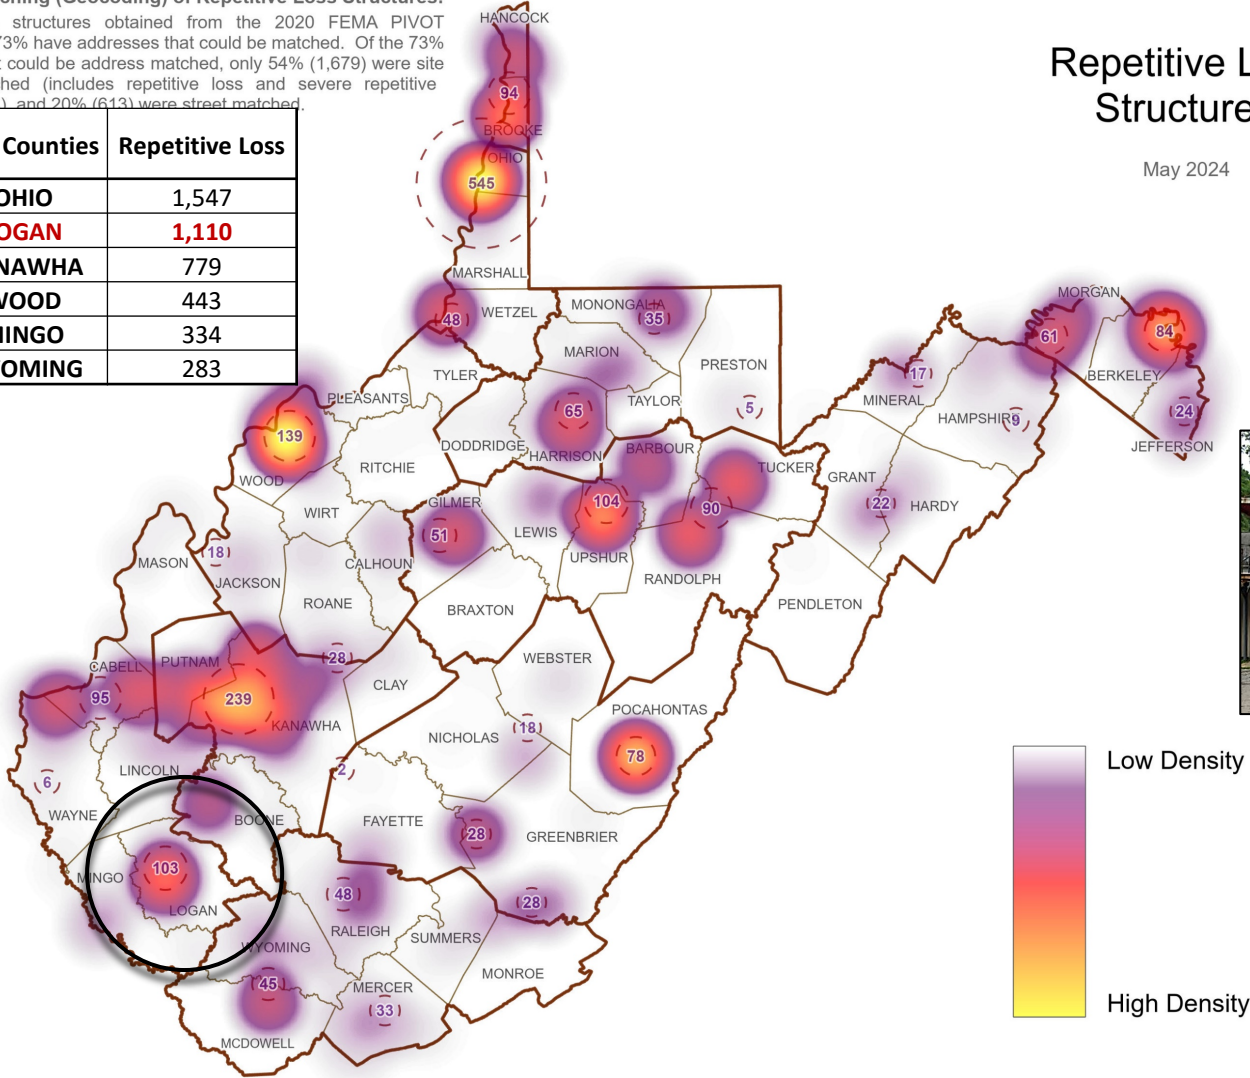 structures obtained from the 2020 FEMA PIVOT
73% have addresses that could be matched. Of the 73%
could be address matched, only 54% (1,679) were site
(includes repetitive loss and severe repetitive
and 20% (613) were street matched.
Counties Repetitive Loss
OHIO 1,547
OGAN 1,110
NAWHA 779
WOOD 443
INGO 334
OMING 283
Repetitive L
Structure
May 2024
HANCOCK
94
BROOKE
OHIO
545
MARSHALL
48
WETZEL
MONONGALIA
35
MARION
PRESTON
5
TYLER
PLEASANTS
TAYLOR
139
WOOD
65
DODDRIDGE
HARRISON
BARBOUR
TUCKER
RITCHIE
MORGAN
61
84
BERKELEY
24
JEFFERSON
17
MINERAL
HAMPSHIRE
9
GRANT
22
HARDY
WIRT
GILMER
51
LEWIS
104
UPSHUR
90
RANDOLPH
MASON
18
JACKSON
CALHOUN
ROANE
BRAXTON
PENDLETON
CABELL
PUTNAM
95
239
KANAWHA
28
CLAY
WEBSTER
POCAHONTAS
78
NICHOLAS
18
6
WAYNE
LINCOLN
2
BOONE
FAYETTE
28
GREENBRIER
MINGO
103
LOGAN
48
RALEIGH
28
SUMMERS
WYOMING
45
MERCER
33
MONROE
MCDOWELL
Low Density
High Density